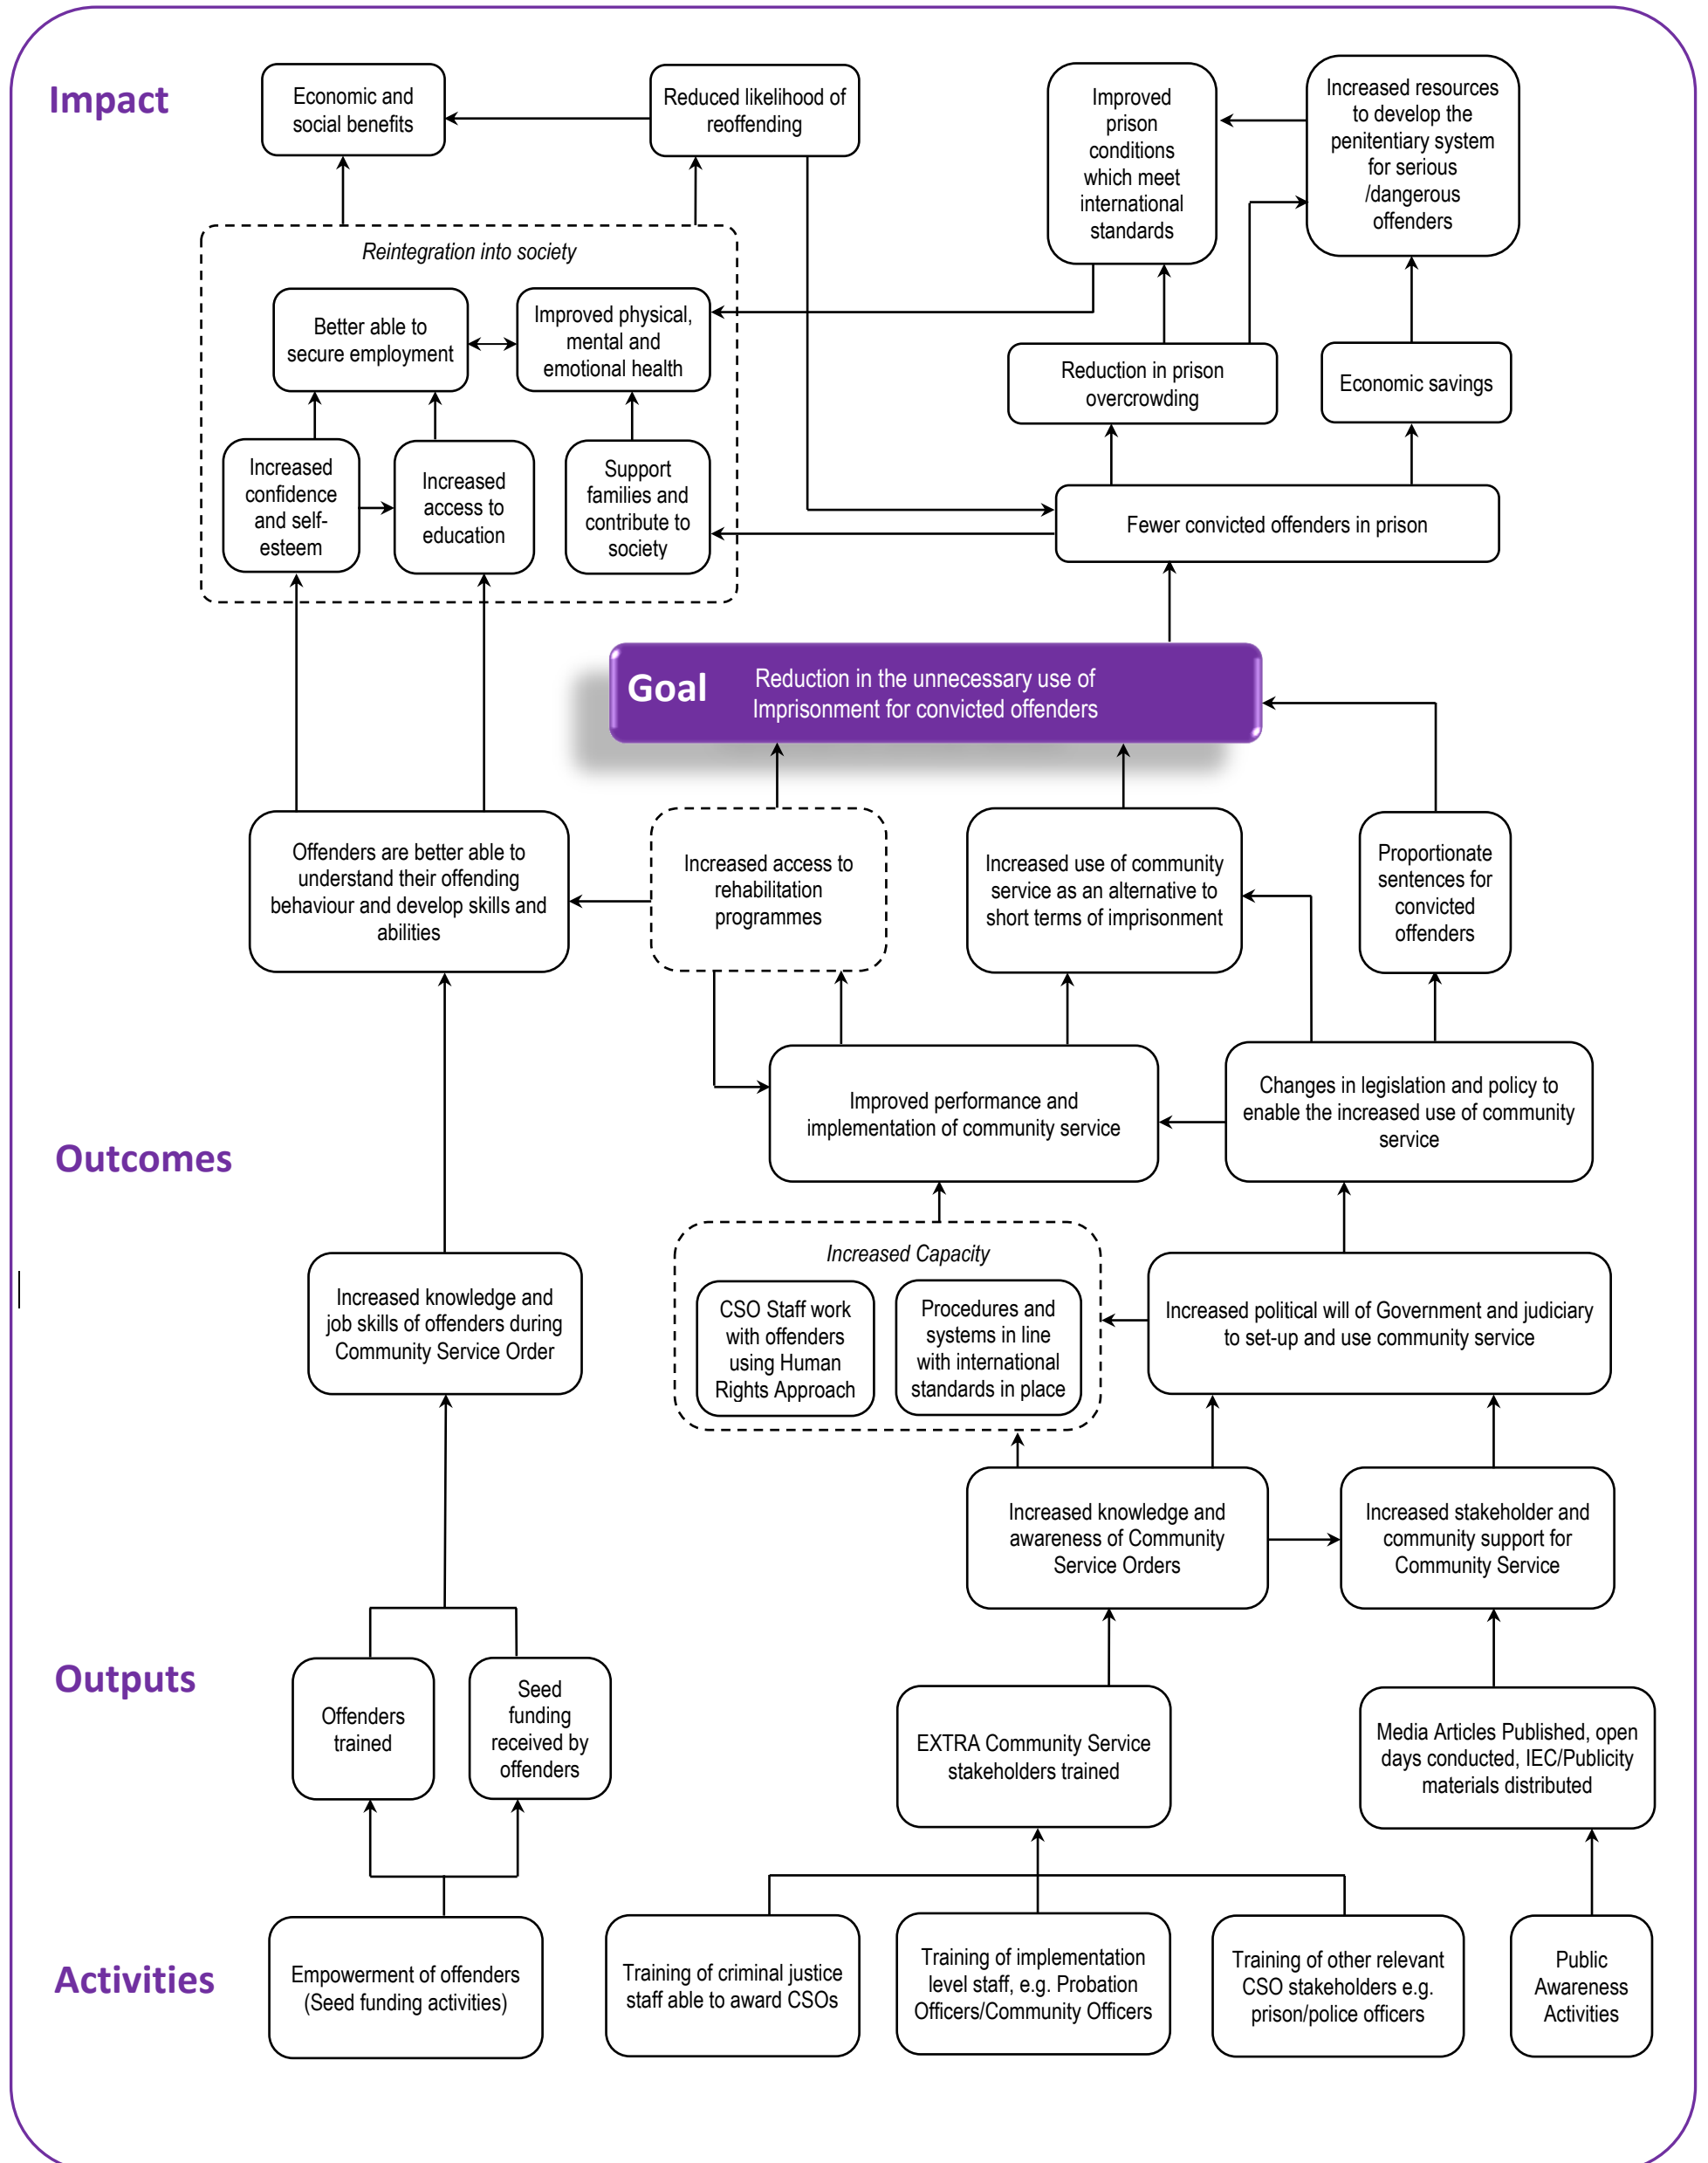 Impact
Economic and
social benefits
Reduced likelihood of
reoffending
Improved
prison
conditions
which meet
international
standards
Increased resources
to develop the
penitentiary system
for serious
/dangerous
offenders
Reintegration into society
Better able to
secure employment
Improved physical,
mental and
emotional health
Reduction in prison
overcrowding
Economic savings
Increased
confidence
and self-
esteem
Increased
access to
education
Support
families and
contribute to
society
Fewer convicted offenders in prison
Goal
Reduction in the unnecessary use of
Imprisonment for convicted offenders
Offenders are better able to
understand their offending
behaviour and develop skills and
abilities
Increased access to
rehabilitation
programmes
Increased use of community
service as an alternative to
short terms of imprisonment
Proportionate
sentences for
convicted
offenders
Improved performance and
implementation of community service
Changes in legislation and policy to
enable the increased use of community
service
Outcomes
Increased knowledge and
job skills of offenders during
Community Service Order
Increased Capacity
CSO Staff work
with offenders
using Human
Rights Approach
Procedures and
systems in line
with international
standards in place
Increased political will of Government and judiciary
to set-up and use community service
Increased knowledge and
awareness of Community
Service Orders
Increased stakeholder and
community support for
Community Service
Outputs
Offenders
trained
Seed
funding
received by
offenders
EXTRA Community Service
stakeholders trained
Media Articles Published, open
days conducted, IEC/Publicity
materials distributed
Activities
Empowerment of offenders
(Seed funding activities)
Training of criminal justice
staff able to award CSOs
Training of implementation
level staff, e.g. Probation
Officers/Community Officers
Training of other relevant
CSO stakeholders e.g.
prison/police officers
Public
Awareness
Activities